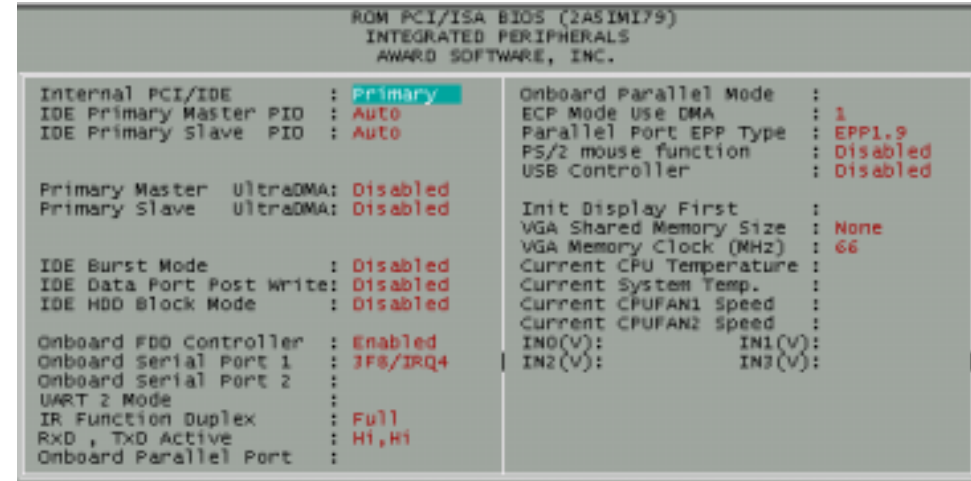 ROM PCI/ISA BIOS (2A5IMI79)
INTEGRATED PERIPHERALS
AWARD SOFTWARE, INC.
Internal PCI/IDE : Primary
IDE Primary Master PIO : Auto
IDE Primary Slave PIO : Auto
Primary Master UltraDMA: Disabled
Primary Slave UltraDMA: Disabled
IDE Burst Mode : Disabled
IDE Data Port Post Write: Disabled
IDE HDD Block Mode : Disabled
Onboard FDD Controller : Enabled
Onboard Serial Port 1 : 3F8/IRQ4
Onboard Serial Port 2 :
UART 2 Mode :
IR Function Duplex : Full
RxD , TxD Active : Hi,Hi
Onboard Parallel Port :
Onboard Parallel Mode :
ECP Mode Use DMA : 1
Parallel Port EPP Type : EPP1.9
PS/2 mouse function : Disabled
USB Controller : Disabled
Init Display First :
VGA Shared Memory Size : None
VGA Memory Clock (MHz) : 66
Current CPU Temperature :
Current System Temp. :
Current CPUFAN1 Speed :
Current CPUFAN2 Speed :
IN0(V): IN1(V):
IN2(V): IN3(V):